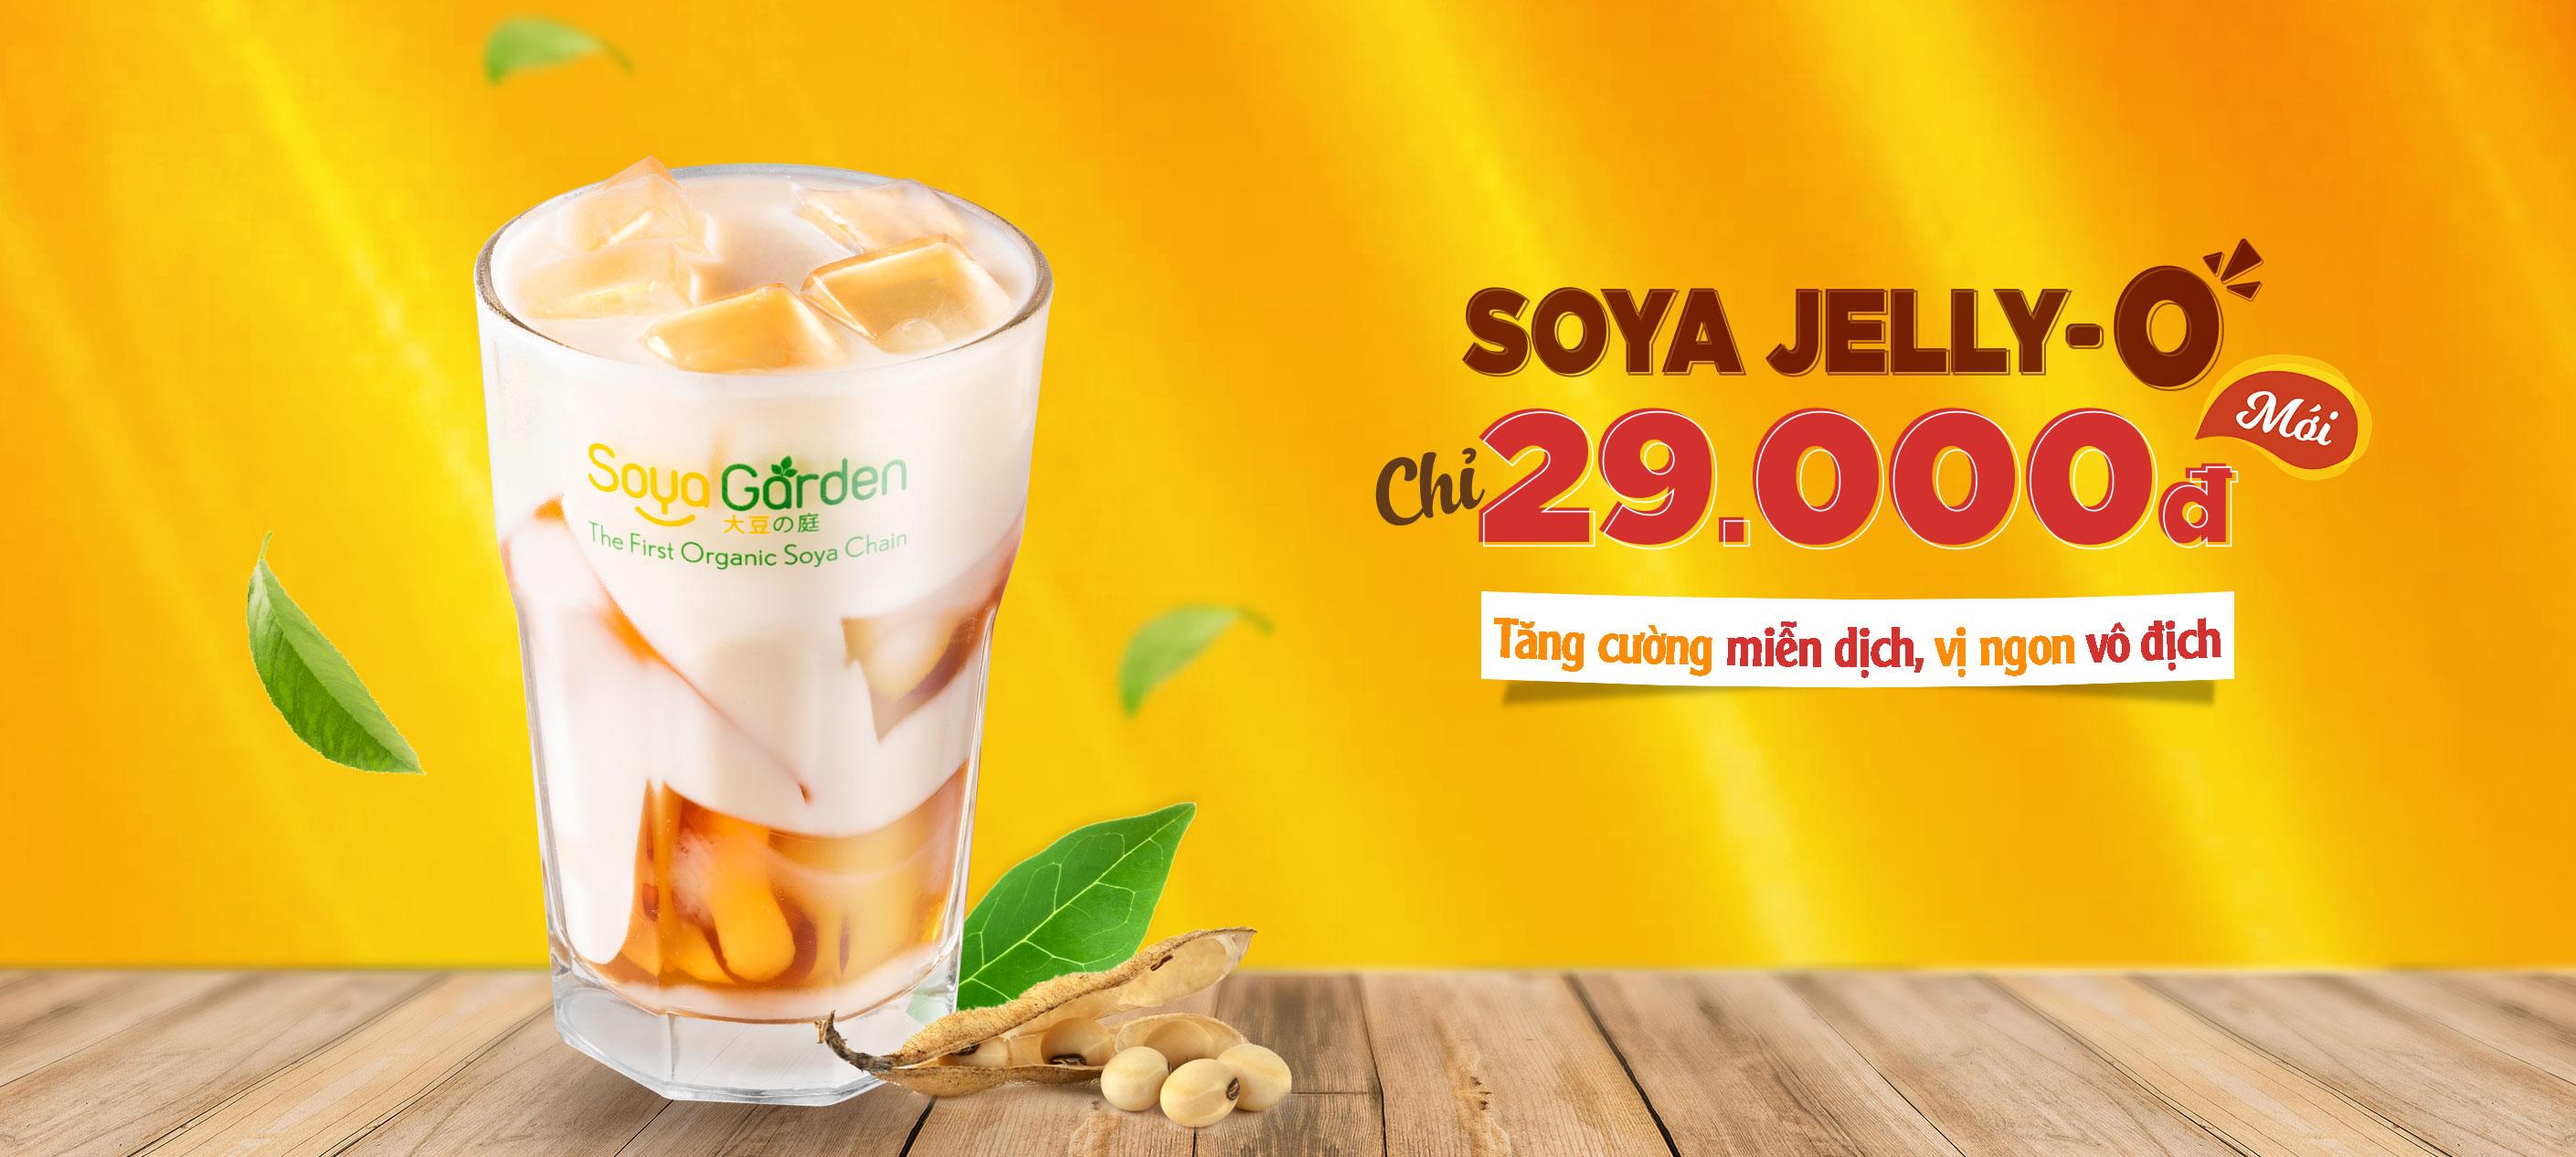 Soya Garden
大豆の庭
The First Organic Soya Chain
SOYA JELLY-O
Mới
Chỉ 29.000đ
Tăng cường miễn dịch, vị ngon vô địch